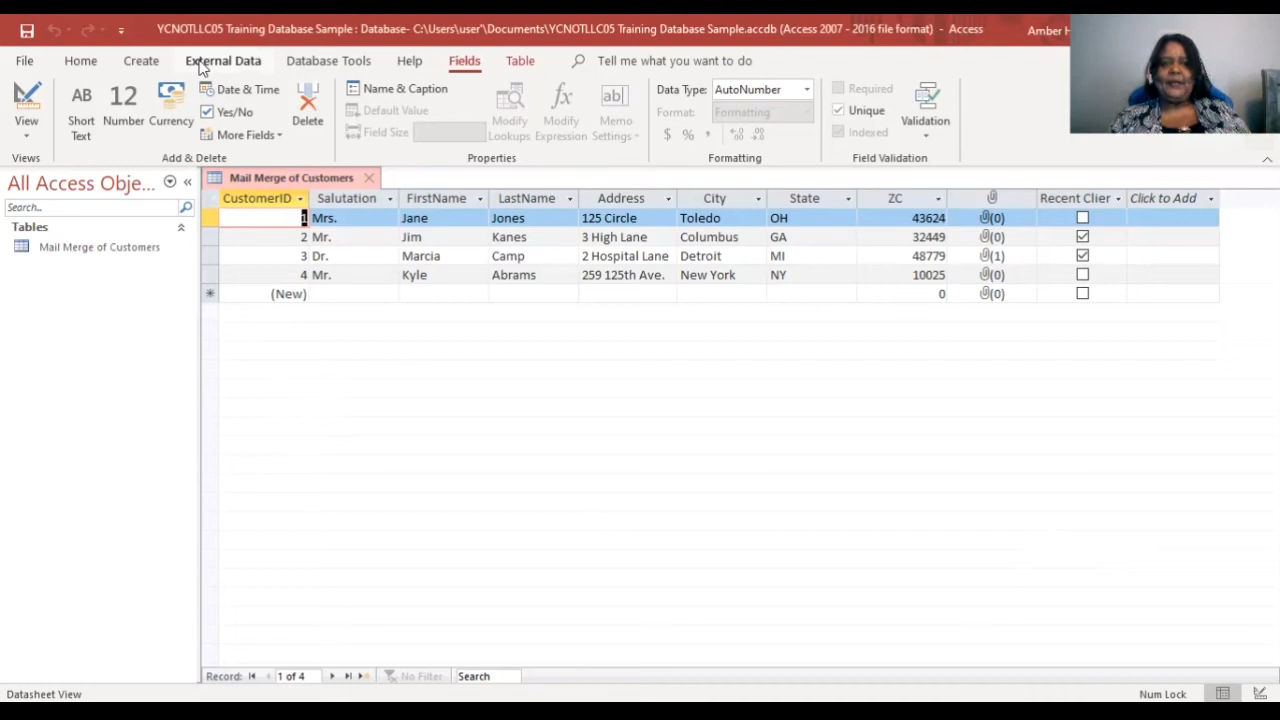 YCNOTLLC05 Training Database Sample : Database- C:\Users\user'\Documents\YCNOTLLC05 Training Database Sample.accdb (Access 2007 - 2016 file format) - Access Amber H
File Home Create External Data Database Tools Help Fields Table Tell me what you want to do
View
Views
AB Short Text
12 Number
Currency
Date & Time
Yes/No
More Fields
Delete
Add & Delete
Name & Caption
Default Value
Field Size
Modify Lookups
fx Modify Expression
ab Memo Settings
Properties
Data Type: AutoNumber
Format: Formatting
$ % , .00 .00
Formatting
Required
Unique
Indexed
Validation
Field Validation
All Access Obje...
Search...
Tables
Mail Merge of Customers
Mail Merge of Customers
CustomerID Salutation FirstName LastName Address City State ZC Recent Clier Click to Add
1 Mrs. Jane Jones 125 Circle Toledo OH 43624 (0)
2 Mr. Jim Kanes 3 High Lane Columbus GA 32449 (0)
3 Dr. Marcia Camp 2 Hospital Lane Detroit MI 48779 (1)
4 Mr. Kyle Abrams 259 125th Ave. New York NY 10025 (0)
(New) 0 (0)
Record: 1 of 4 No Filter Search
Datasheet View Num Lock